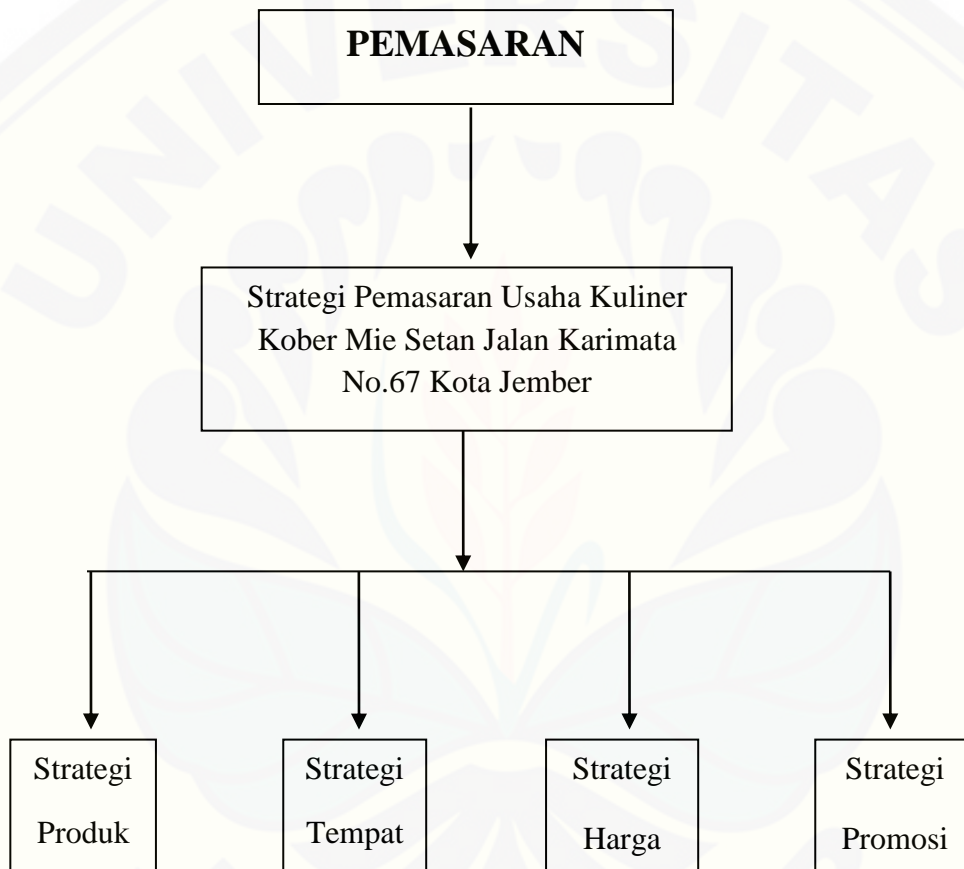 UNIVERSITAS
PEMASARAN
Strategi Pemasaran Usaha Kuliner
Kober Mie Setan Jalan Karimata
No.67 Kota Jember
Strategi
Produk
Strategi
Tempat
Strategi
Harga
Strategi
Promosi